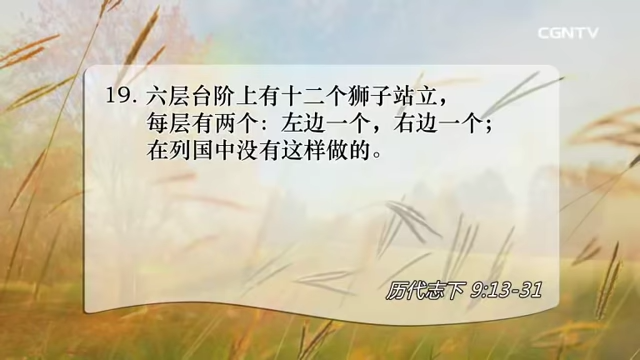 CGNTV
19. 六层台阶上有十二个狮子站立，
每层有两个：左边一个，右边一个；
在列国中没有这样做的。
历代志下 9:13-31